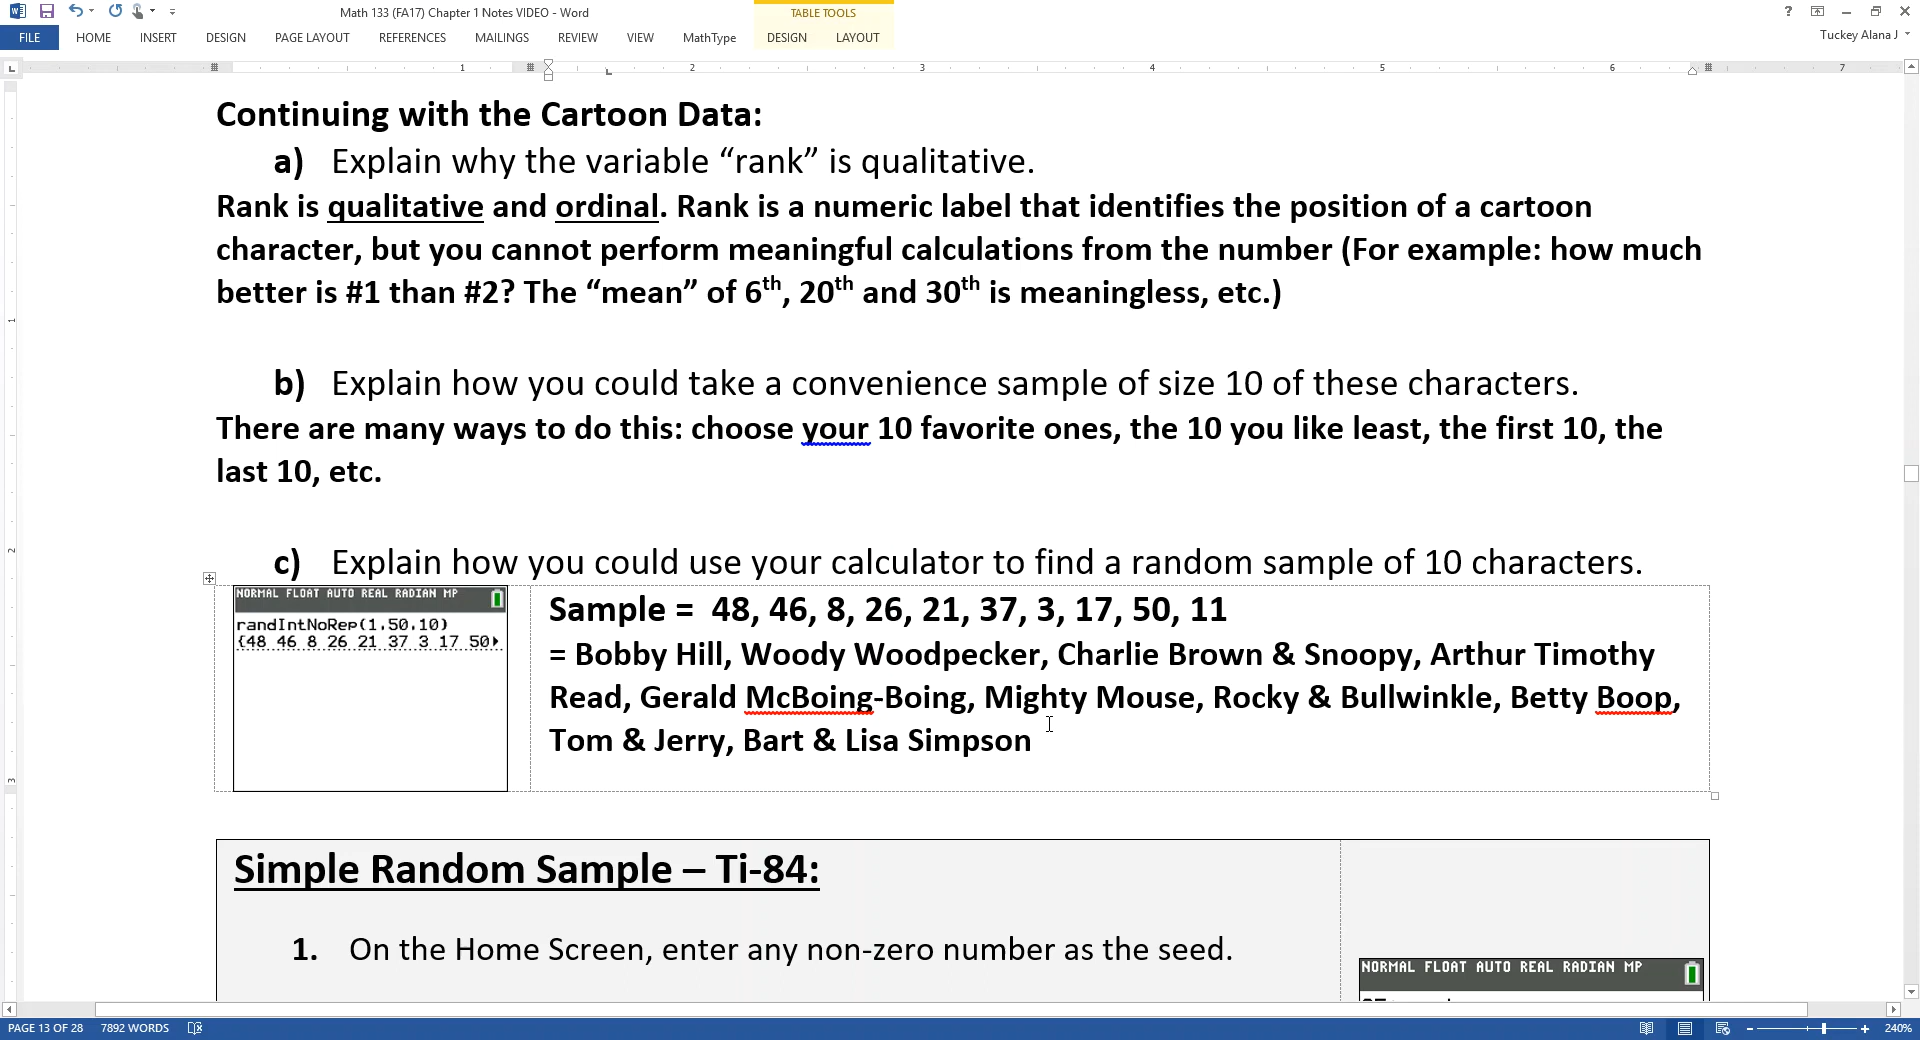 Math 133 (FA17) Chapter 1 Notes VIDEO - Word
TABLE TOOLS
?
FILE HOME INSERT DESIGN PAGE LAYOUT REFERENCES MAILINGS REVIEW VIEW MathType DESIGN LAYOUT
Tuckey Alana J
1 2 3 4 5 6 7
Continuing with the Cartoon Data:
a) Explain why the variable “rank” is qualitative.
Rank is qualitative and ordinal. Rank is a numeric label that identifies the position of a cartoon
character, but you cannot perform meaningful calculations from the number (For example: how much
better is #1 than #2? The “mean” of 6th, 20th and 30th is meaningless, etc.)
b) Explain how you could take a convenience sample of size 10 of these characters.
There are many ways to do this: choose your 10 favorite ones, the 10 you like least, the first 10, the
last 10, etc.
c) Explain how you could use your calculator to find a random sample of 10 characters.
NORMAL FLOAT AUTO REAL RADIAN MP
randIntNoRep(1,50,10)
{48 46 8 26 21 37 3 17 50
Sample = 48, 46, 8, 26, 21, 37, 3, 17, 50, 11
= Bobby Hill, Woody Woodpecker, Charlie Brown & Snoopy, Arthur Timothy
Read, Gerald McBoing-Boing, Mighty Mouse, Rocky & Bullwinkle, Betty Boop,
Tom & Jerry, Bart & Lisa Simpson
Simple Random Sample – Ti-84:
1. On the Home Screen, enter any non-zero number as the seed.
NORMAL FLOAT AUTO REAL RADIAN MP
1
2
3
PAGE 13 OF 28 7892 WORDS
240%